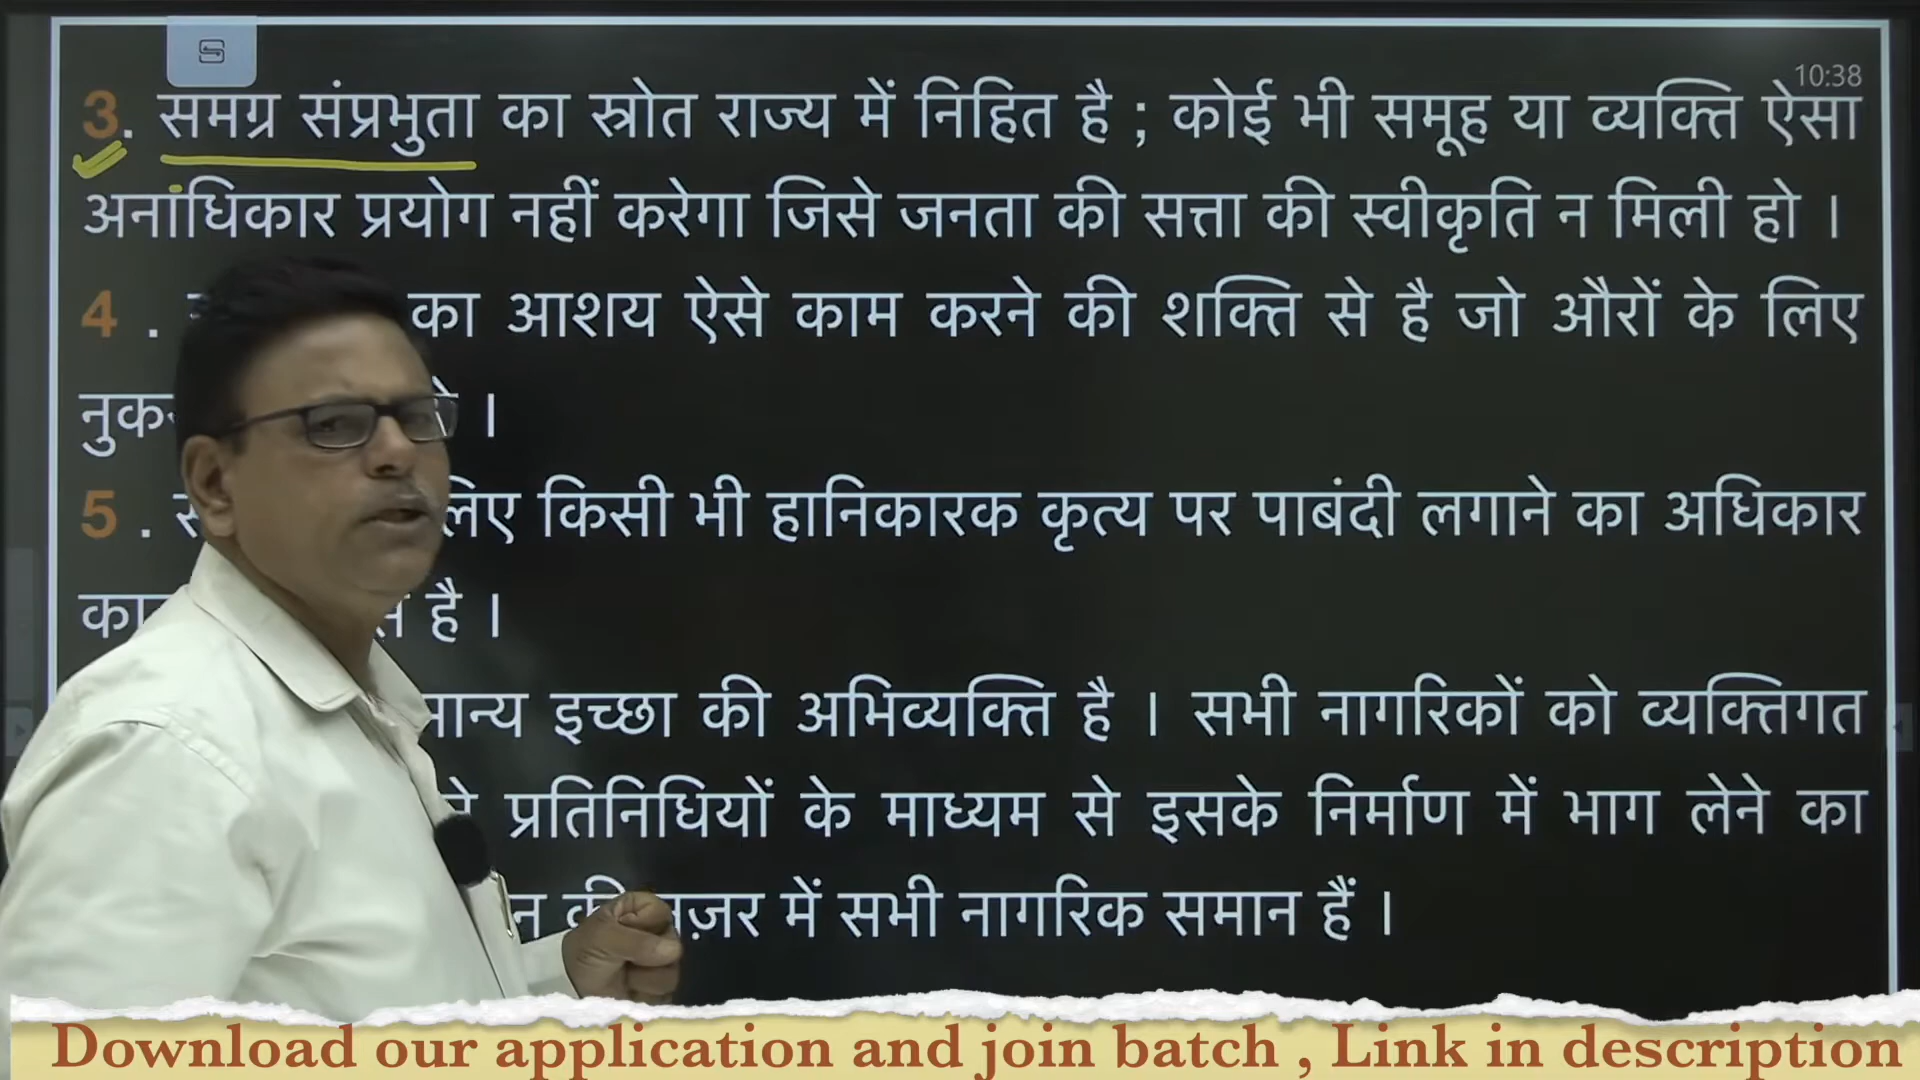 10:38
3. समग्र संप्रभुता का स्रोत राज्य में निहित है ; कोई भी समूह या व्यक्ति ऐसा
अनाधिकार प्रयोग नहीं करेगा जिसे जनता की सत्ता की स्वीकृति न मिली हो ।
4 . का आशय ऐसे काम करने की शक्ति से है जो औरों के लिए
।
5 . लिए किसी भी हानिकारक कृत्य पर पाबंदी लगाने का अधिकार
है ।
इच्छा की अभिव्यक्ति है । सभी नागरिकों को व्यक्तिगत
प्रतिनिधियों के माध्यम से इसके निर्माण में भाग लेने का
की नज़र में सभी नागरिक समान हैं ।
Download our application and join batch , Link in description